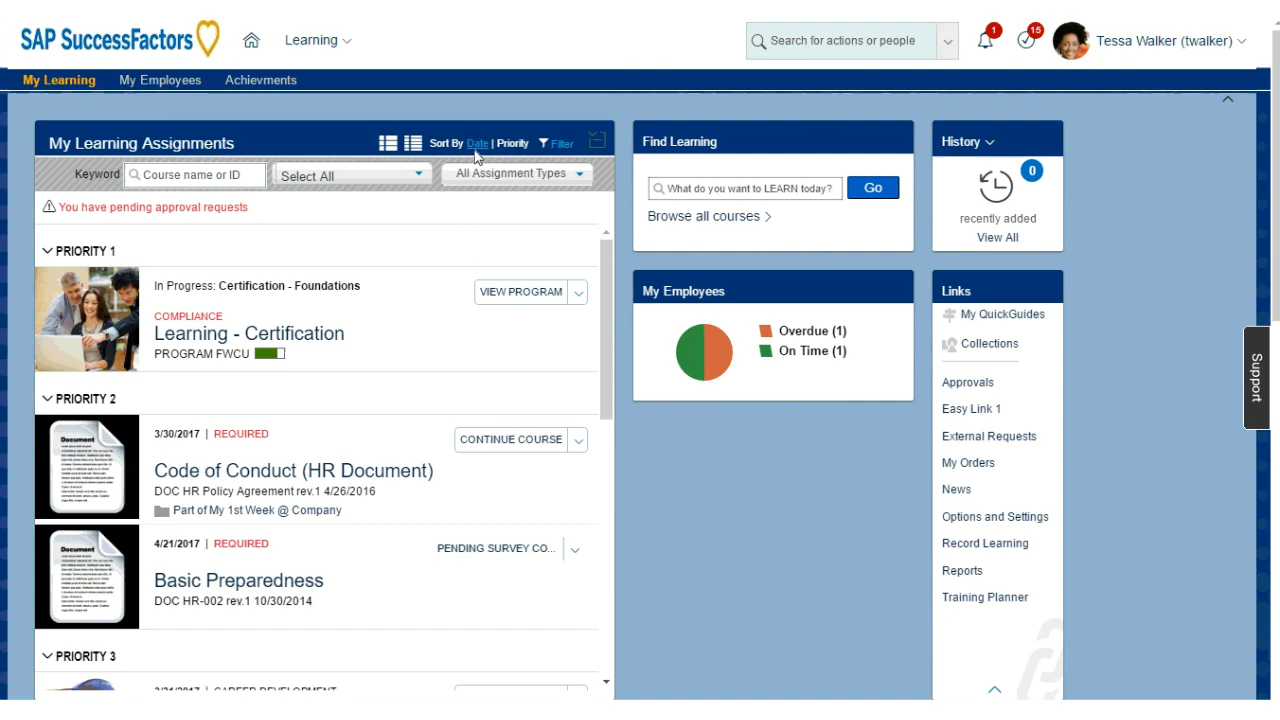 SAP SuccessFactors
Learning
Search for actions or people
1
15
Tessa Walker (twalker)
My Learning
My Employees
Achievments
My Learning Assignments
Sort By Date | Priority
Filter
Keyword
Course name or ID
Select All
All Assignment Types
You have pending approval requests
PRIORITY 1
In Progress: Certification - Foundations
VIEW PROGRAM
COMPLIANCE
Learning - Certification
PROGRAM FWCU
PRIORITY 2
Document
3/30/2017 | REQUIRED
CONTINUE COURSE
Code of Conduct (HR Document)
DOC HR Policy Agreement rev.1 4/26/2016
Part of My 1st Week @ Company
Document
4/21/2017 | REQUIRED
PENDING SURVEY CO...
Basic Preparedness
DOC HR-002 rev.1 10/30/2014
PRIORITY 3
3/31/2017 | CAREER DEVELOPMENT
Find Learning
What do you want to LEARN today?
Go
Browse all courses
My Employees
Overdue (1)
On Time (1)
History
0
recently added
View All
Links
My QuickGuides
Collections
Approvals
Easy Link 1
External Requests
My Orders
News
Options and Settings
Record Learning
Reports
Training Planner
Support